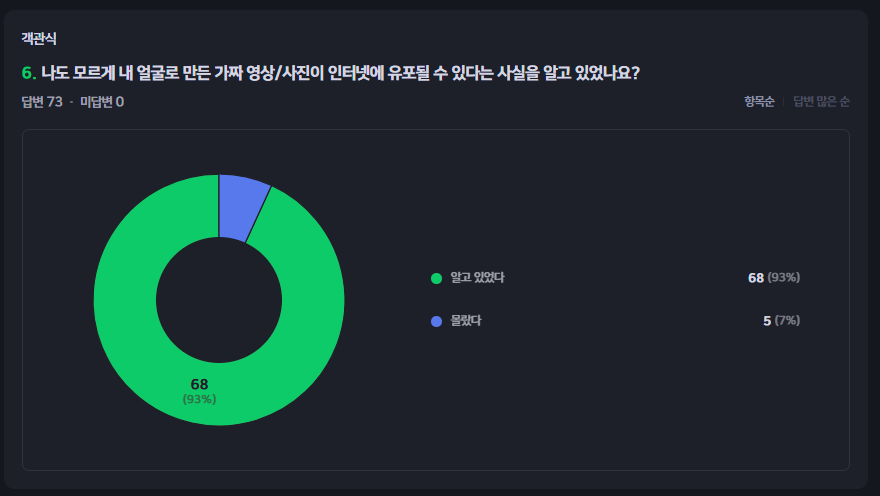 객관식
6. 나도 모르게 내 얼굴로 만든 가짜 영상/사진이 인터넷에 유포될 수 있다는 사실을 알고 있었나요?
답변 73 · 미답변 0
항목순 | 답변 많은 순
알고 있었다 68 (93%)
몰랐다 5 (7%)
68
(93%)